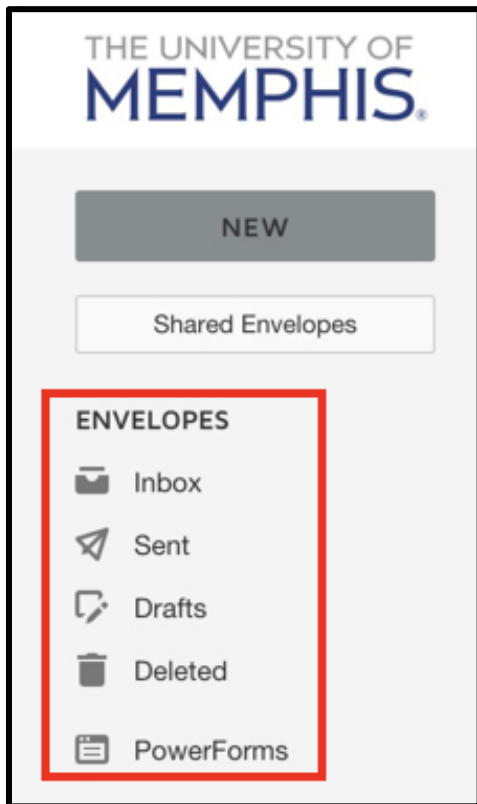 THE UNIVERSITY OF
MEMPHIS®
NEW
Shared Envelopes
ENVELOPES
Inbox
Sent
Drafts
Deleted
PowerForms